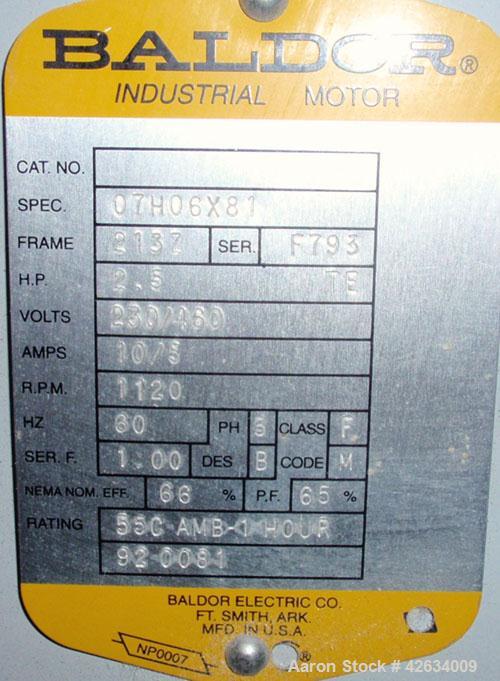 BALDOR®
INDUSTRIAL MOTOR
CAT. NO.
SPEC. 07H06X81
FRAME 213Z SER. F793
H.P. 2.5 TE
VOLTS 230/460
AMPS 10/5
R.P.M. 1120
HZ 60 PH 3 CLASS F
SER. F. 1.00 DES B CODE M
NEMA NOM. EFF. 66 % P.F. 65 %
RATING 55C AMB-1 HOUR
92 0081
BALDOR ELECTRIC CO.
FT. SMITH, ARK.
MFD. IN U.S.A.
NP0007 ®
Aaron Stock # 42634009